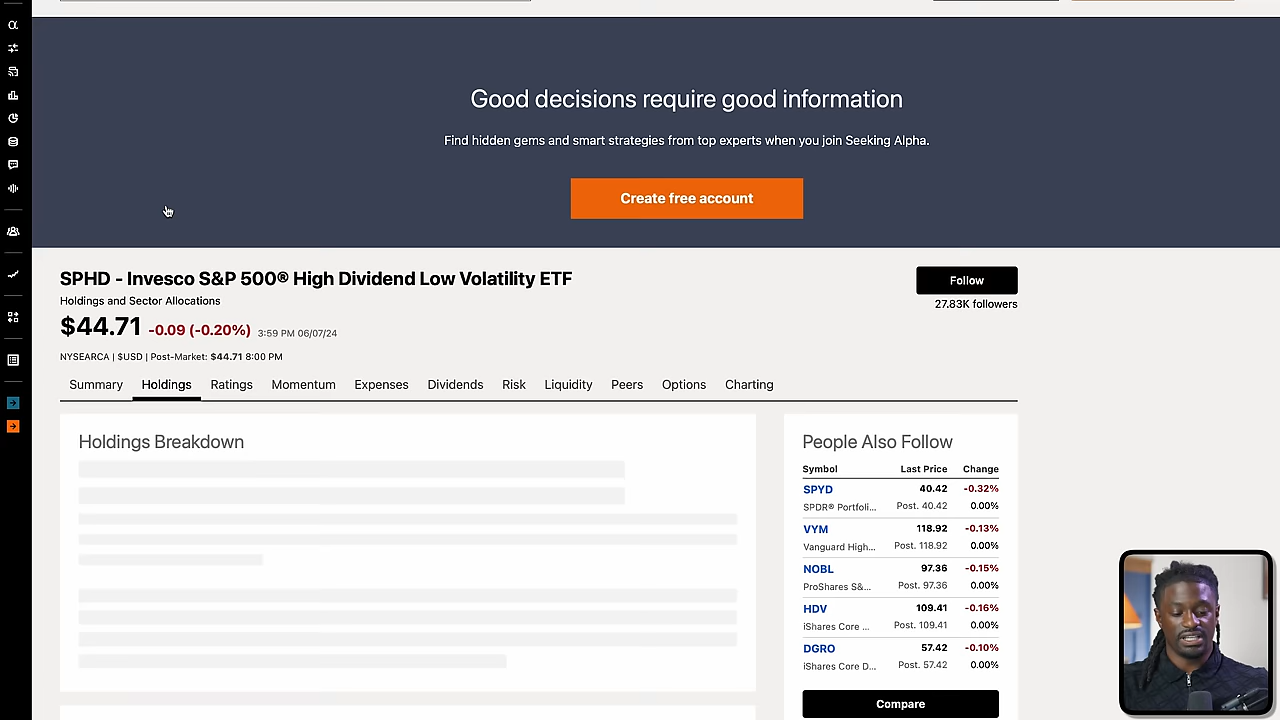 Good decisions require good information
Find hidden gems and smart strategies from top experts when you join Seeking Alpha.
Create free account
SPHD - Invesco S&P 500® High Dividend Low Volatility ETF
Holdings and Sector Allocations
$44.71 -0.09 (-0.20%) 3:59 PM 06/07/24
NYSEARCA | $USD | Post-Market: $44.71 8:00 PM
Follow
27.83K followers
Summary Holdings Ratings Momentum Expenses Dividends Risk Liquidity Peers Options Charting
Holdings Breakdown
People Also Follow
Symbol Last Price Change
SPYD 40.42 -0.32%
SPDR® Portfoli... Post. 40.42 0.00%
VYM 118.92 -0.13%
Vanguard High... Post. 118.92 0.00%
NOBL 97.36 -0.15%
ProShares S&... Post. 97.36 0.00%
HDV 109.41 -0.16%
iShares Core ... Post. 109.41 0.00%
DGRO 57.42 -0.10%
iShares Core D... Post. 57.42 0.00%
Compare